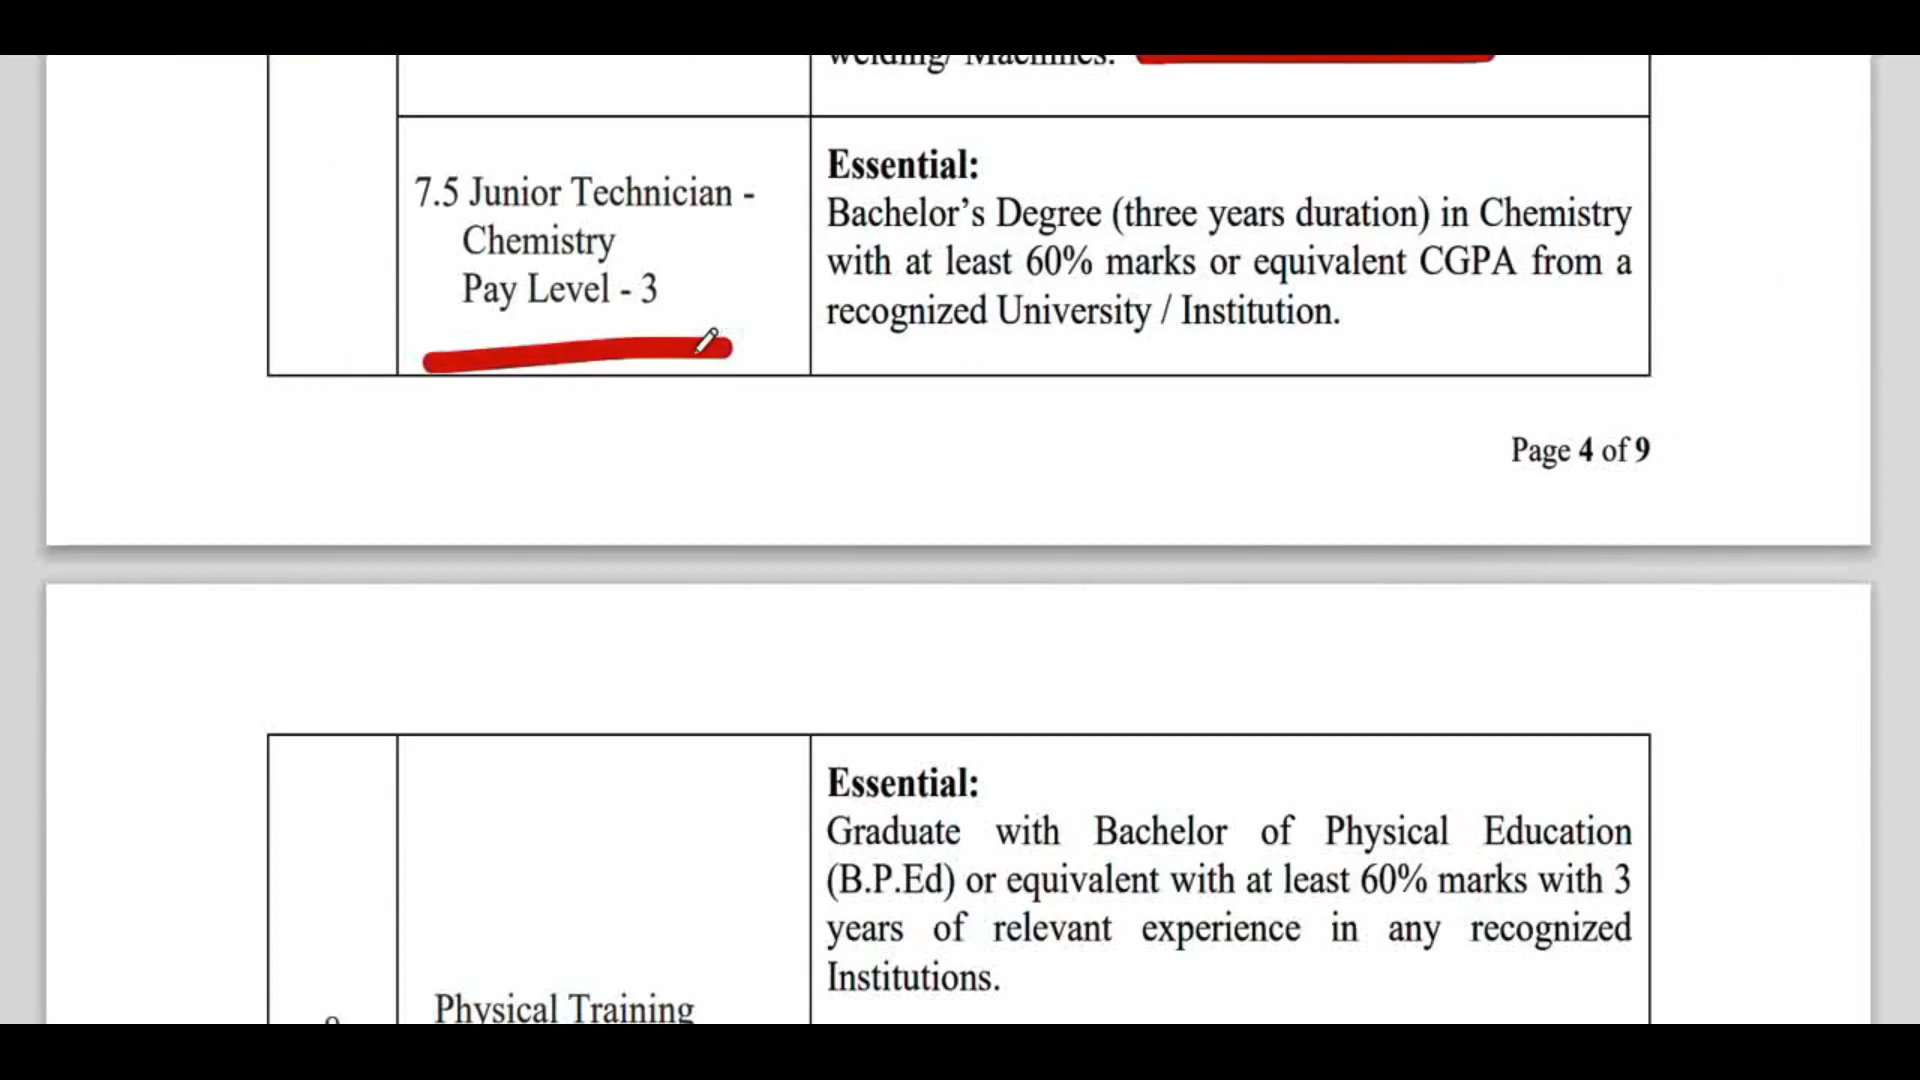 welding/ Machines.
7.5 Junior Technician -
Chemistry
Pay Level - 3
Essential:
Bachelor’s Degree (three years duration) in Chemistry
with at least 60% marks or equivalent CGPA from a
recognized University / Institution.
Page 4 of 9
Essential:
Graduate with Bachelor of Physical Education
(B.P.Ed) or equivalent with at least 60% marks with 3
years of relevant experience in any recognized
Institutions.
Physical Training